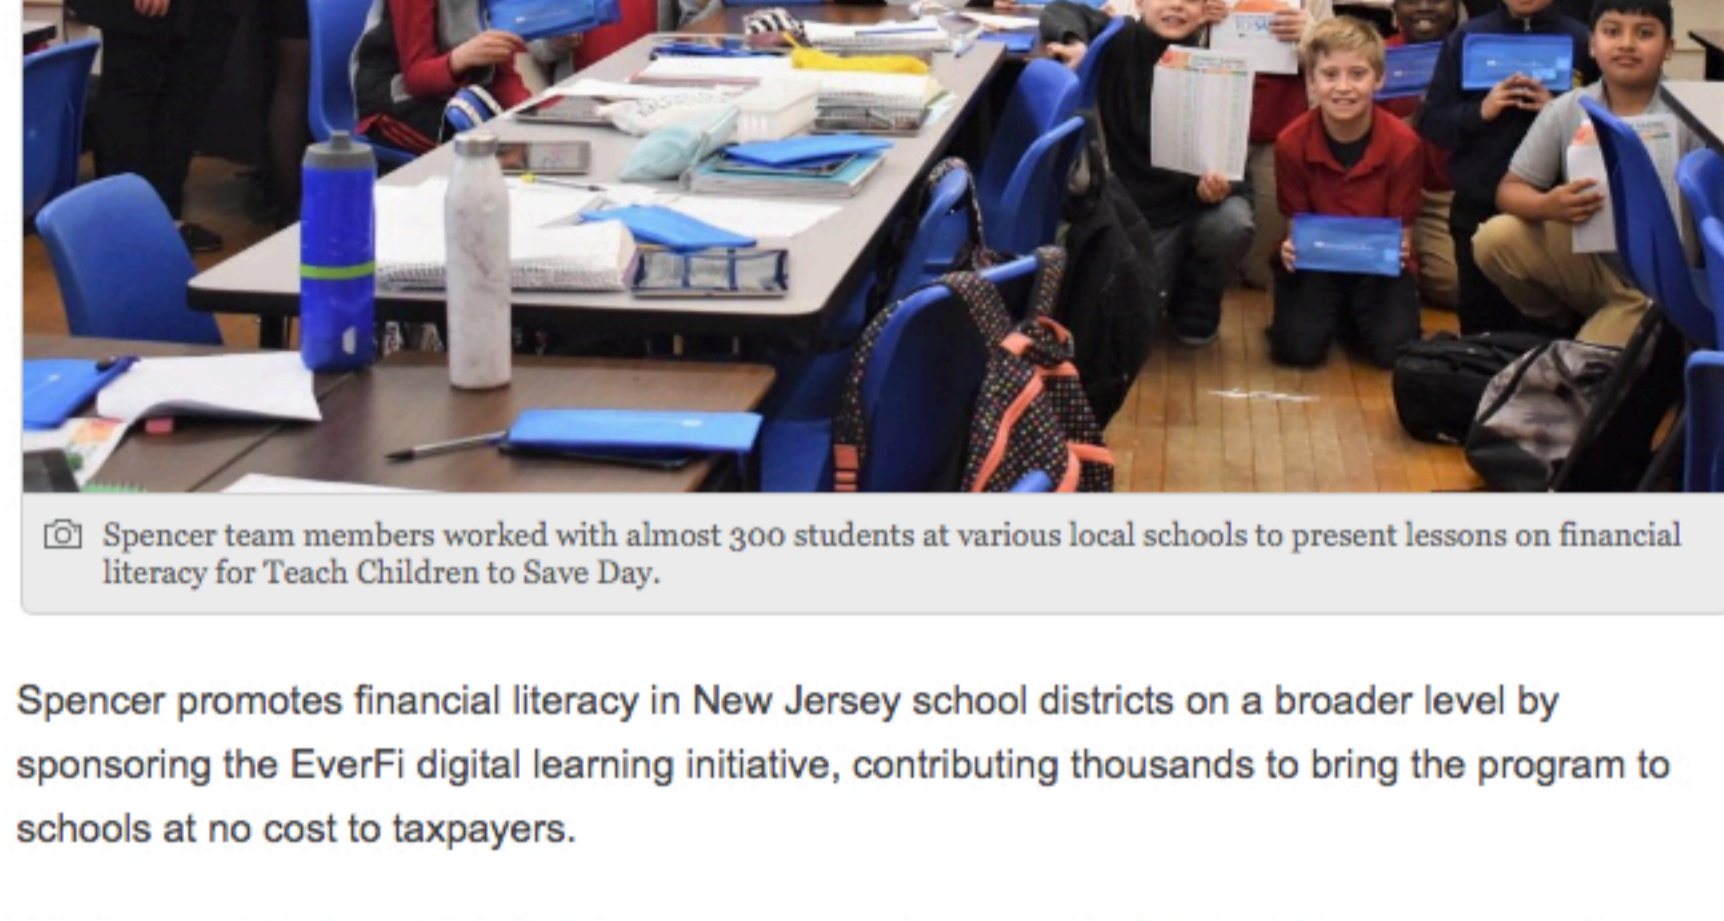 Spencer team members worked with almost 300 students at various local schools to present lessons on financial
literacy for Teach Children to Save Day.
Spencer promotes financial literacy in New Jersey school districts on a broader level by
sponsoring the EverFi digital learning initiative, contributing thousands to bring the program to
schools at no cost to taxpayers.